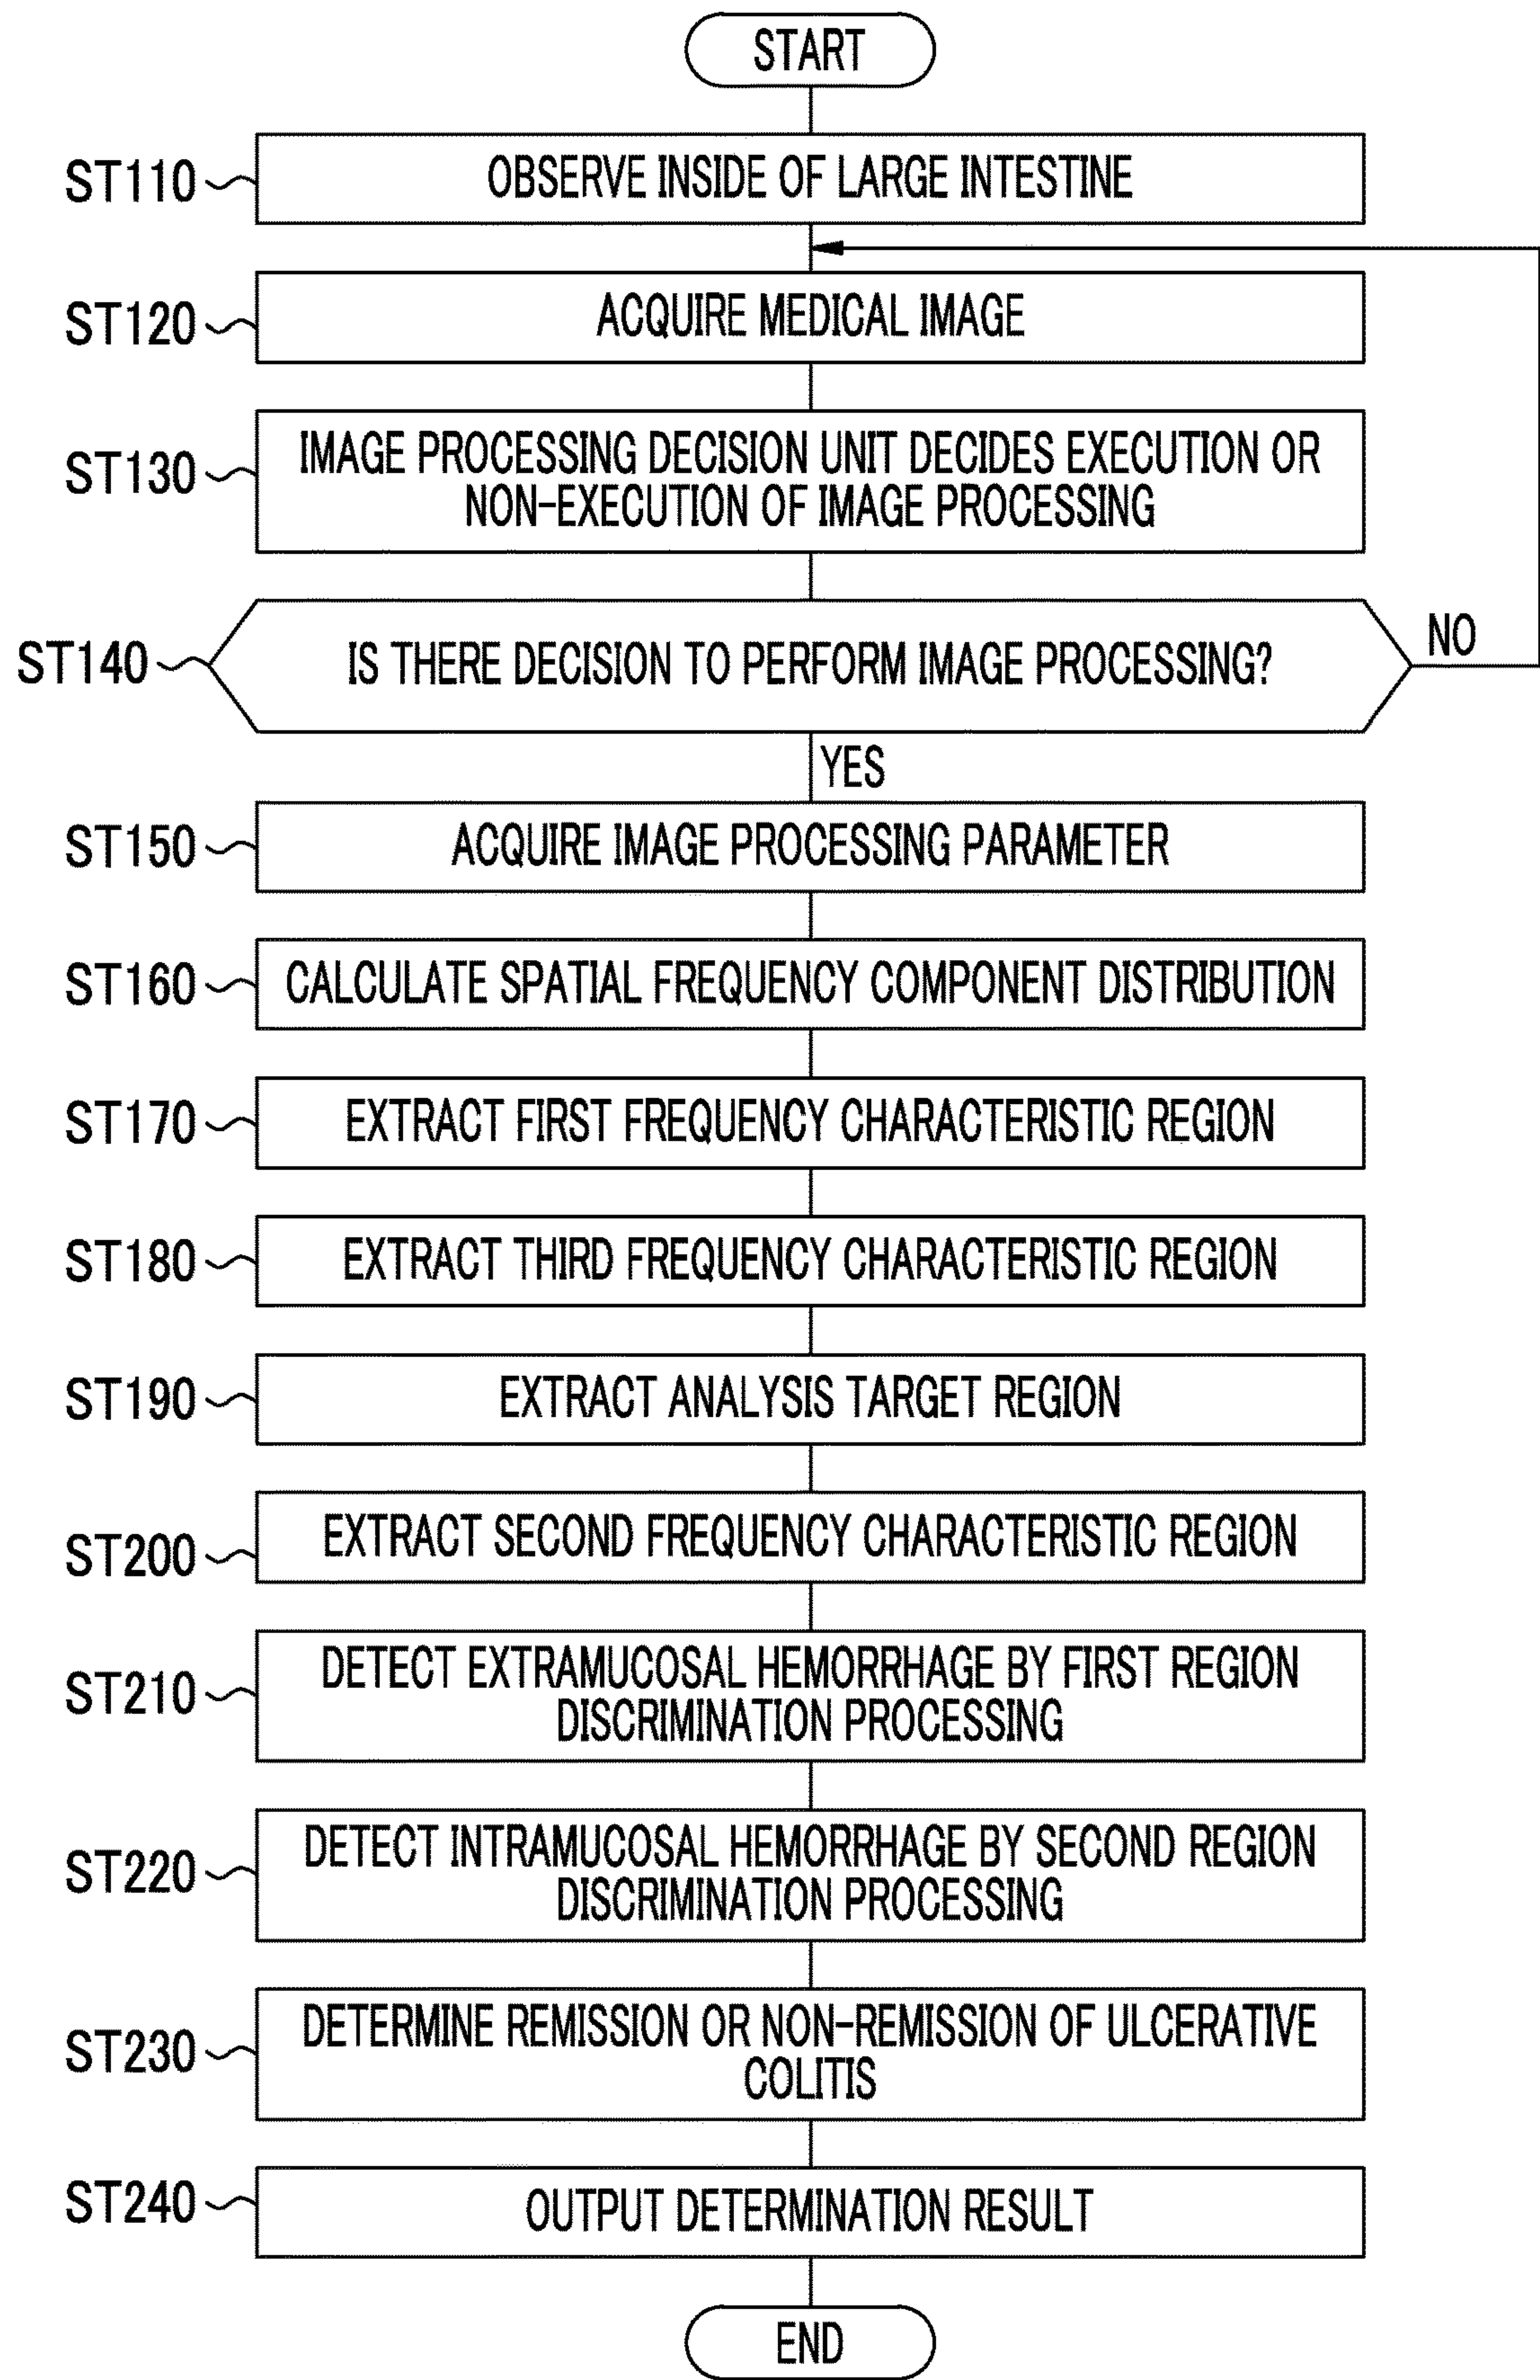 START
ST110
OBSERVE INSIDE OF LARGE INTESTINE
ST120
ACQUIRE MEDICAL IMAGE
ST130
IMAGE PROCESSING DECISION UNIT DECIDES EXECUTION OR
NON-EXECUTION OF IMAGE PROCESSING
ST140
IS THERE DECISION TO PERFORM IMAGE PROCESSING?
NO
YES
ST150
ACQUIRE IMAGE PROCESSING PARAMETER
ST160
CALCULATE SPATIAL FREQUENCY COMPONENT DISTRIBUTION
ST170
EXTRACT FIRST FREQUENCY CHARACTERISTIC REGION
ST180
EXTRACT THIRD FREQUENCY CHARACTERISTIC REGION
ST190
EXTRACT ANALYSIS TARGET REGION
ST200
EXTRACT SECOND FREQUENCY CHARACTERISTIC REGION
ST210
DETECT EXTRAMUCOSAL HEMORRHAGE BY FIRST REGION
DISCRIMINATION PROCESSING
ST220
DETECT INTRAMUCOSAL HEMORRHAGE BY SECOND REGION
DISCRIMINATION PROCESSING
ST230
DETERMINE REMISSION OR NON-REMISSION OF ULCERATIVE
COLITIS
ST240
OUTPUT DETERMINATION RESULT
END